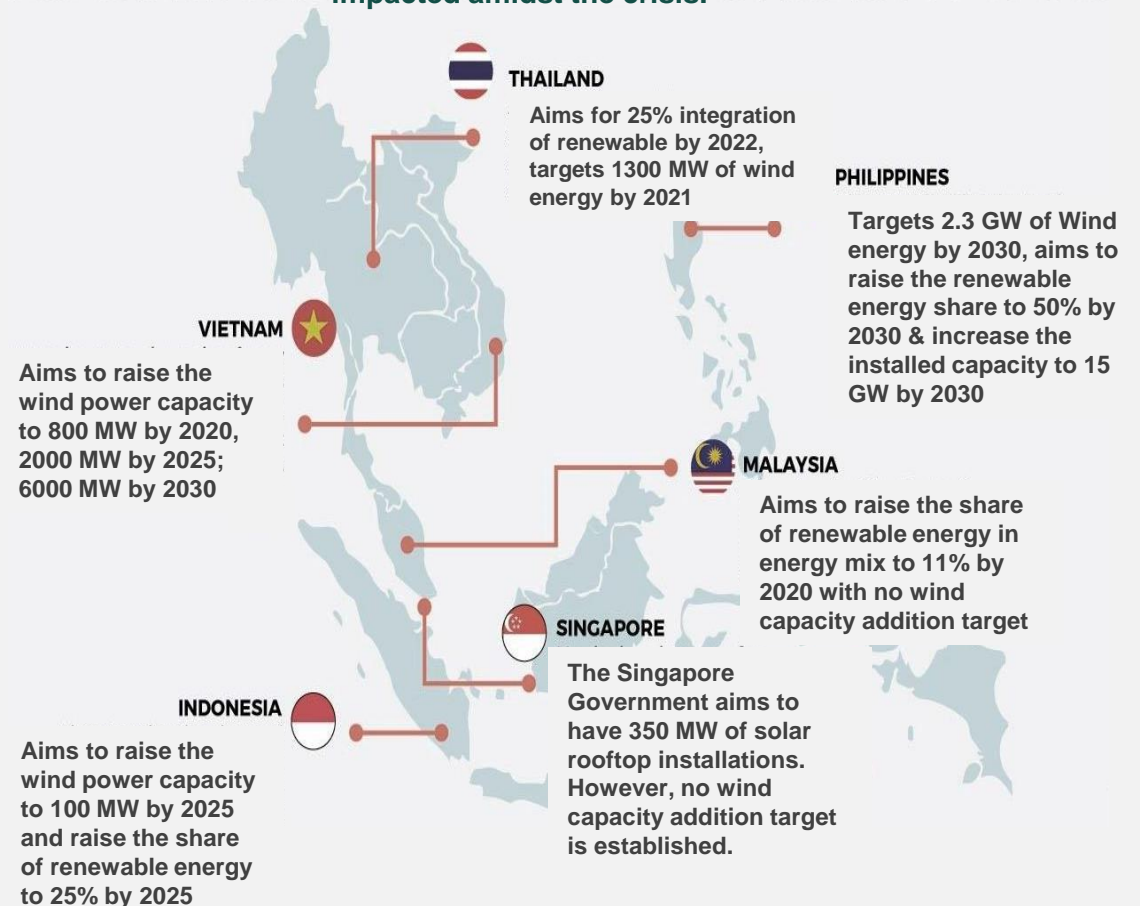 impacted amidst the crisis.
THAILAND
Aims for 25% integration
of renewable by 2022,
targets 1300 MW of wind
energy by 2021
PHILIPPINES
Targets 2.3 GW of Wind
energy by 2030, aims to
raise the renewable
energy share to 50% by
2030 & increase the
installed capacity to 15
GW by 2030
VIETNAM
Aims to raise the
wind power capacity
to 800 MW by 2020,
2000 MW by 2025;
6000 MW by 2030
MALAYSIA
Aims to raise the share
of renewable energy in
energy mix to 11% by
2020 with no wind
capacity addition target
SINGAPORE
The Singapore
Government aims to
have 350 MW of solar
rooftop installations.
However, no wind
capacity addition target
is established.
INDONESIA
Aims to raise the
wind power capacity
to 100 MW by 2025
and raise the share
of renewable energy
to 25% by 2025